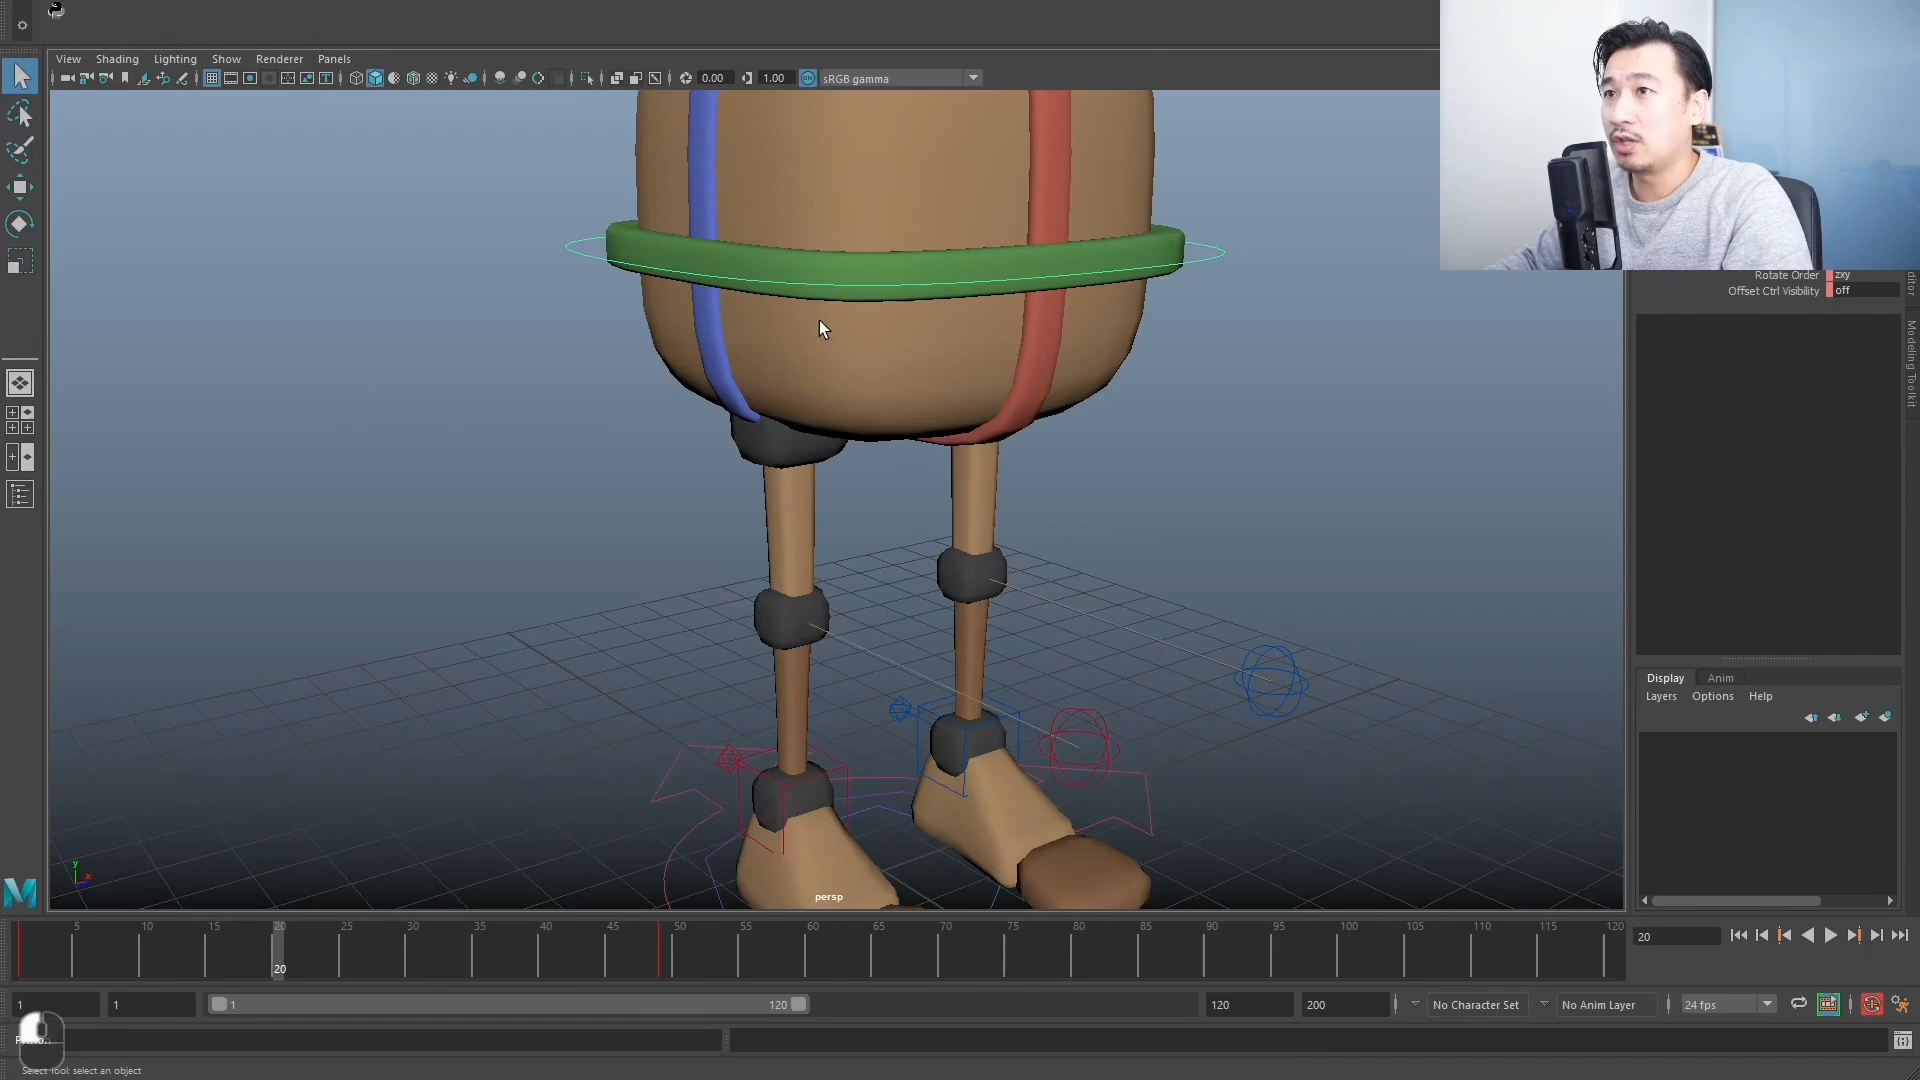 View Shading Lighting Show Renderer Panels
0.00 1.00 ON sRGB gamma
Rotate Order zxy
Offset Ctrl Visibility off
Modeling Toolkit
Display Anim
Layers Options Help
y
x
persp
5 10 15 20 25 30 35 40 45 50 55 60 65 70 75 80 85 90 95 100 105 110 115 120
20
20
1 1 1 120 120 200 No Character Set No Anim Layer 24 fps
Select Tool: select an object